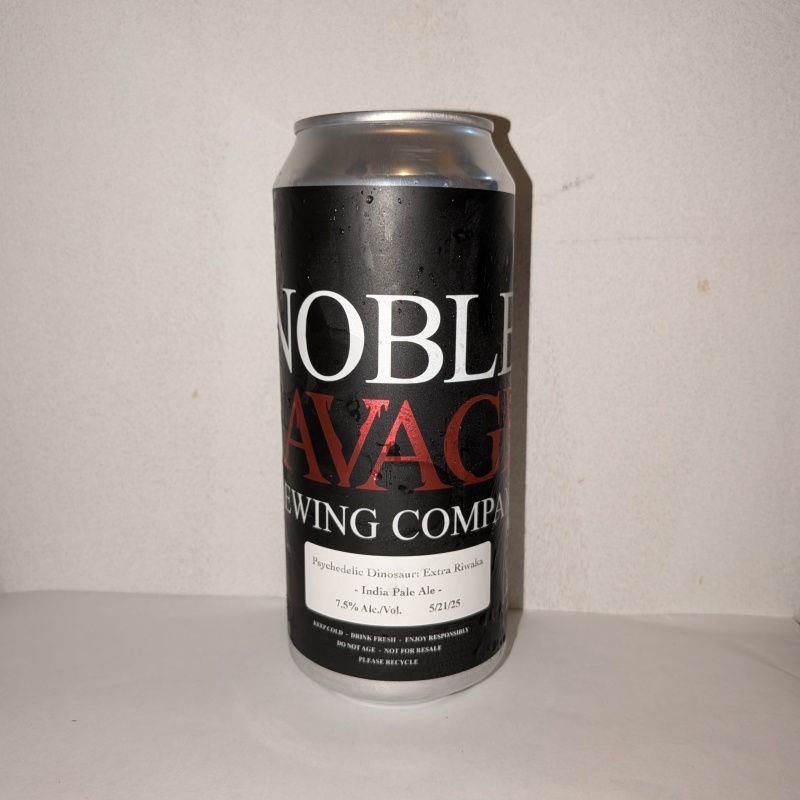 NOBLE
AVAG
EWING COMPA
Psychedelic Dinosaur: Extra Riwaka
- India Pale Ale -
7.5% Alc./Vol. 5/21/25
KEEP COLD - DRINK FRESH - ENJOY RESPONSIBLY
DO NOT AGE - NOT FOR RESALE
PLEASE RECYCLE